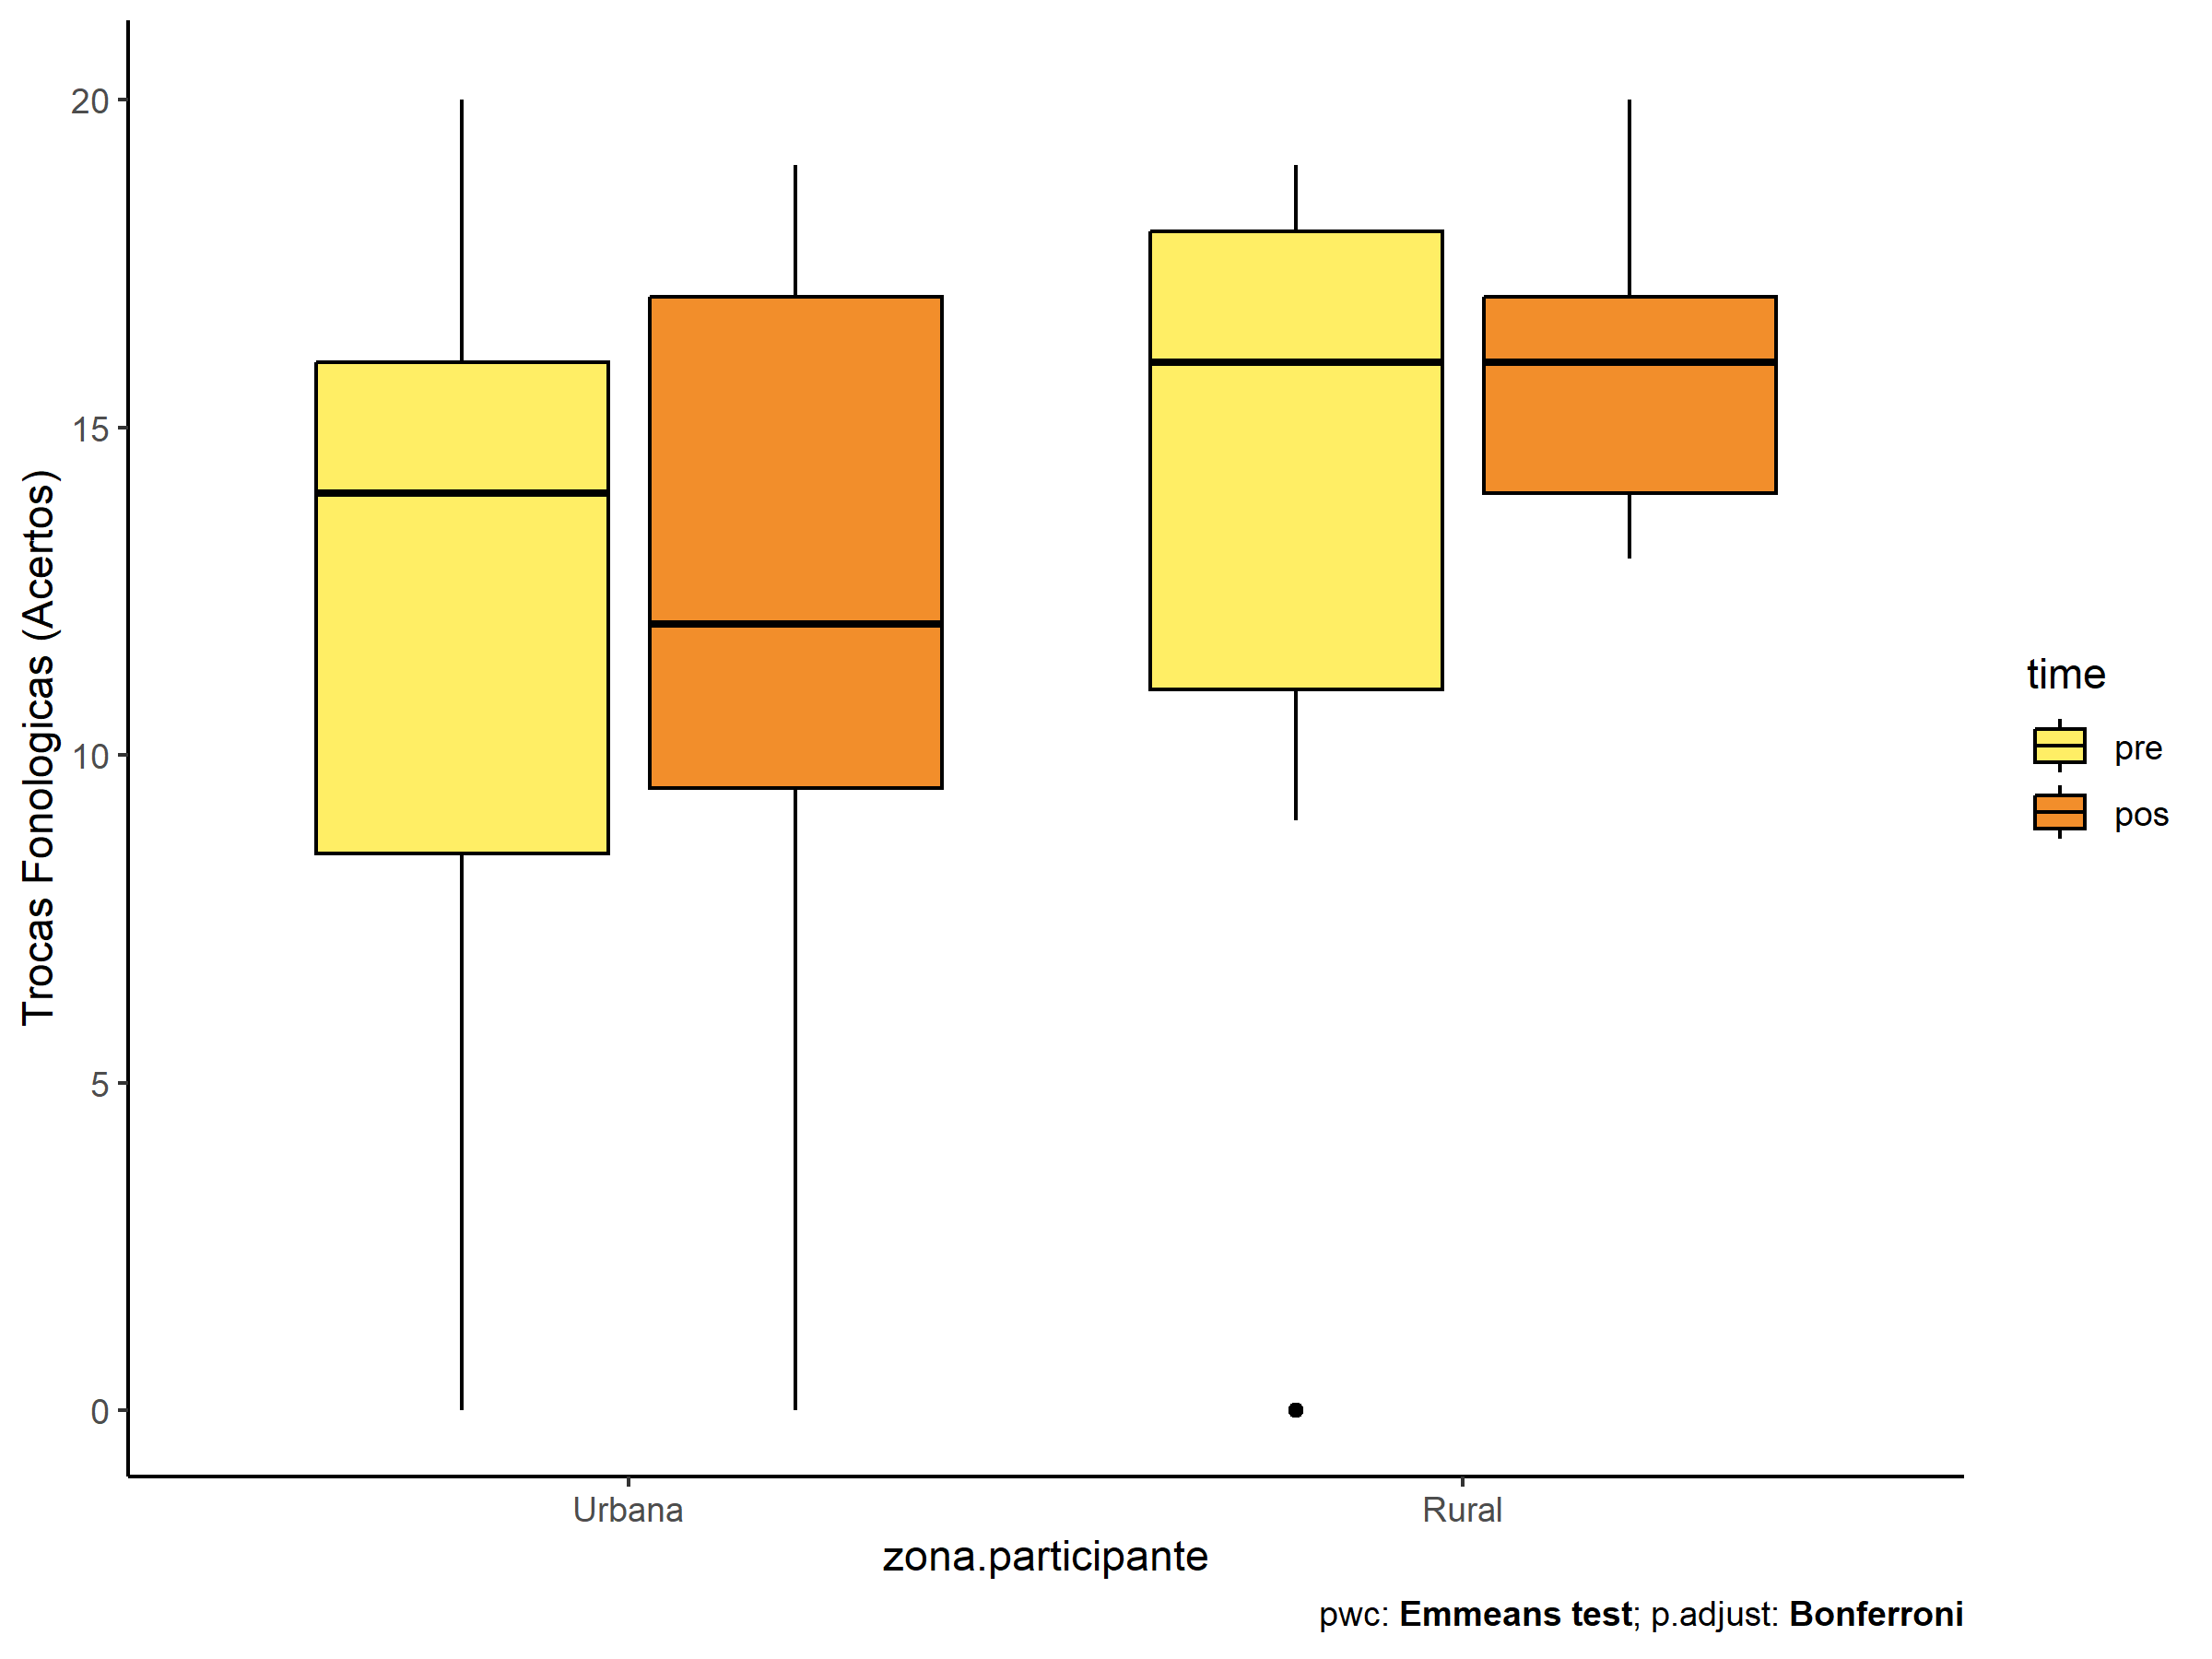 Trocas Fonologicas (Acertos)
20
15
10
5
0
Urbana
Rural
zona.participante
time
pre
pos
pwc: Emmeans test; p.adjust: Bonferroni